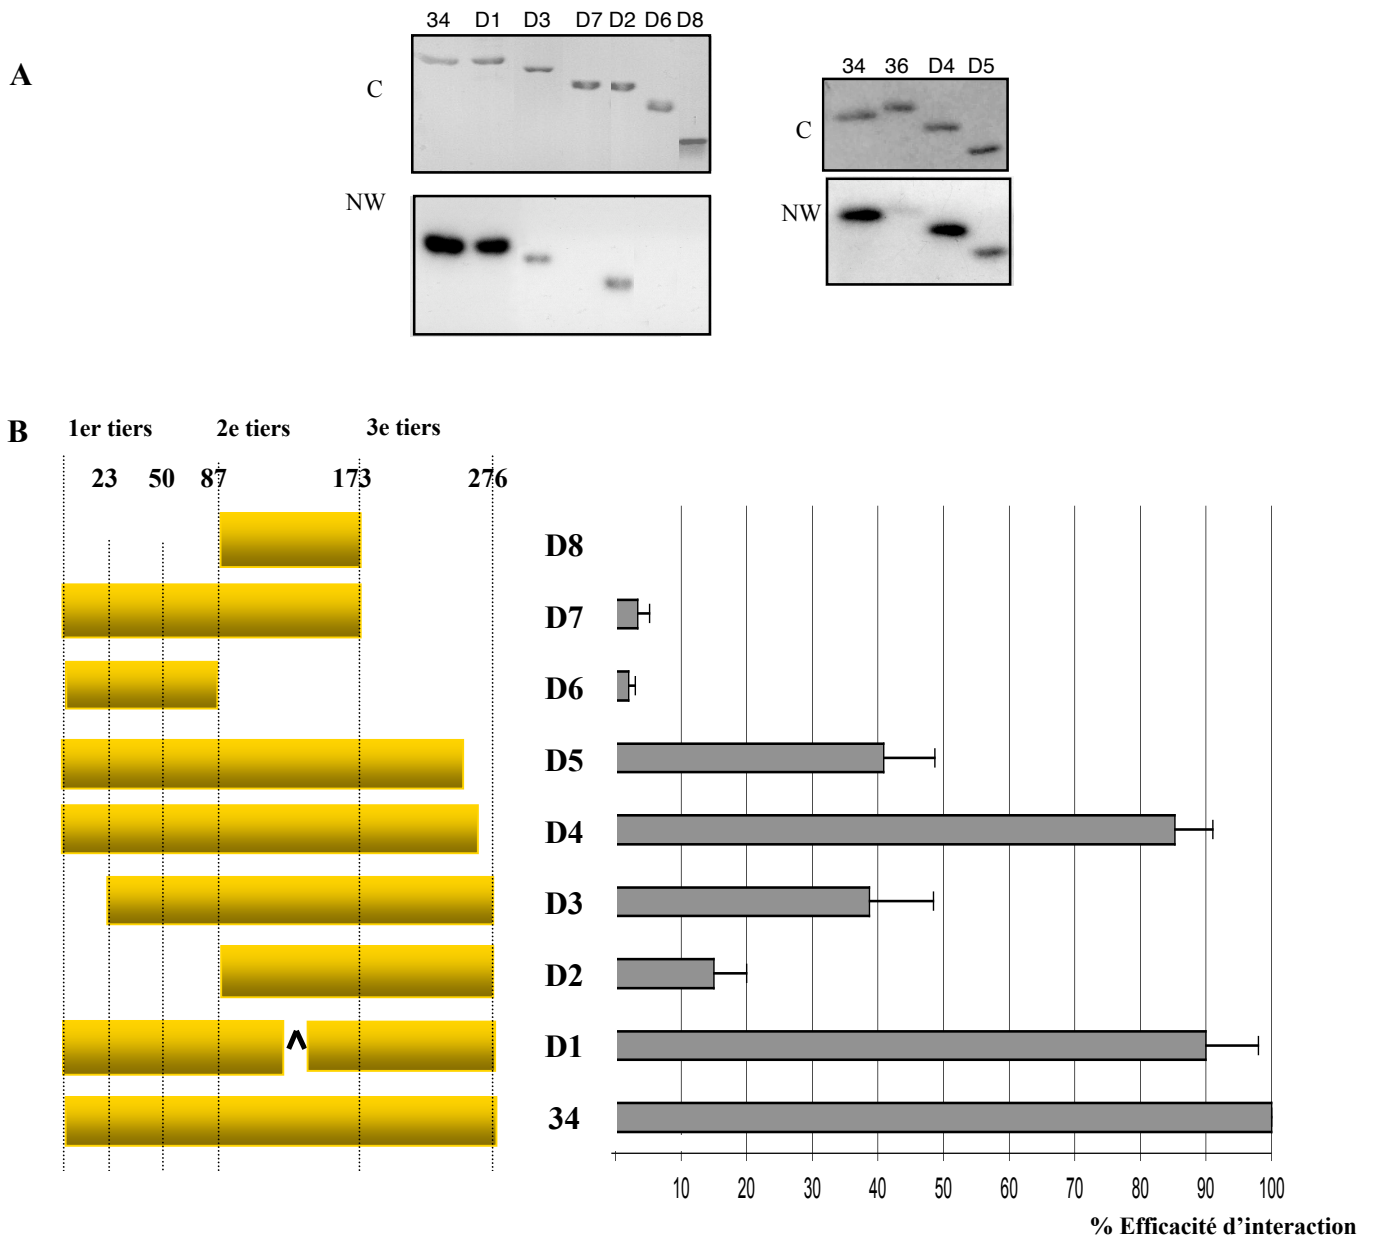 A
34 D1 D3 D7 D2 D6 D8
C
NW
34 36 D4 D5
C
NW
B
1er tiers 2e tiers 3e tiers
23 50 87 173 276
D8
D7
D6
D5
D4
D3
D2
^
D1
34
10 20 30 40 50 60 70 80 90 100
% Efficacité d’interaction